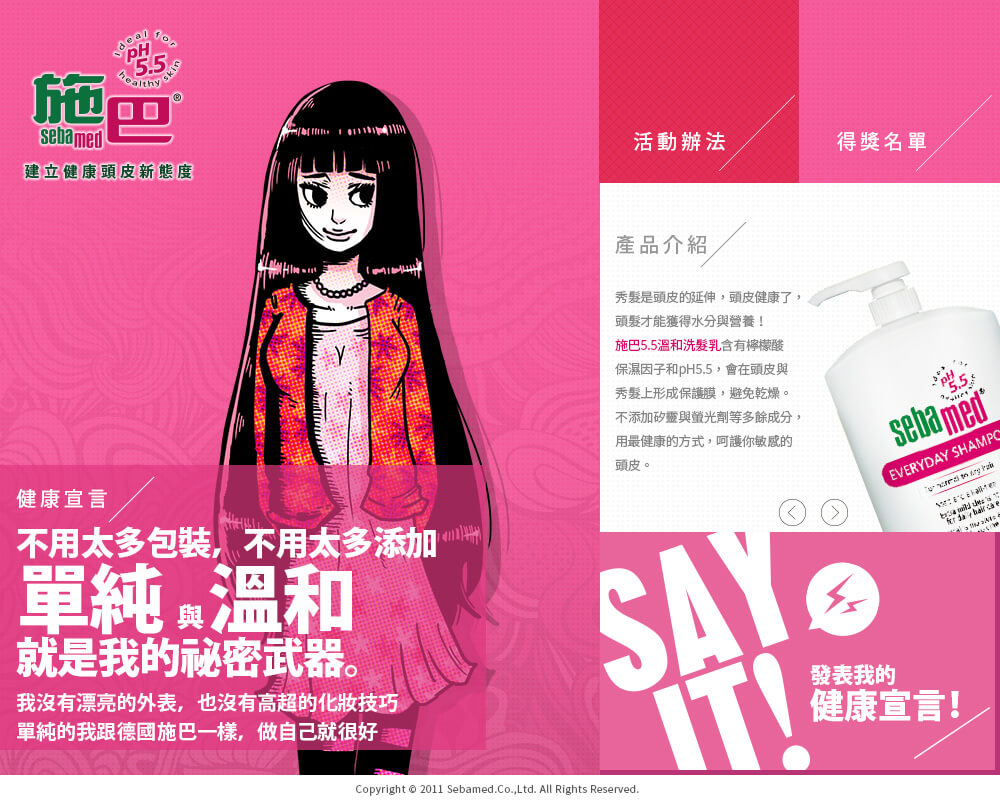 Ideal for
pH
5.5
healthy skin
施巴®
sebamed
建立健康頭皮新態度
活動辦法
得獎名單
產品介紹
秀髮是頭皮的延伸，頭皮健康了，
頭髮才能獲得水分與營養！
施巴5.5溫和洗髮乳含有檸檬酸
保濕因子和pH5.5，會在頭皮與
秀髮上形成保護膜，避免乾燥。
不添加矽靈與螢光劑等多餘成分，
用最健康的方式，呵護你敏感的
頭皮。
pH
5.5
sebamed®
EVERYDAY SHAMPO
For normal to dry hair
健康宣言
不用太多包裝，不用太多添加
單純與溫和
就是我的祕密武器。
我沒有漂亮的外表，也沒有高超的化妝技巧
單純的我跟德國施巴一樣，做自己就很好
SAY
IT!
發表我的
健康宣言!
Copyright © 2011 Sebamed.Co.,Ltd. All Rights Reserved.